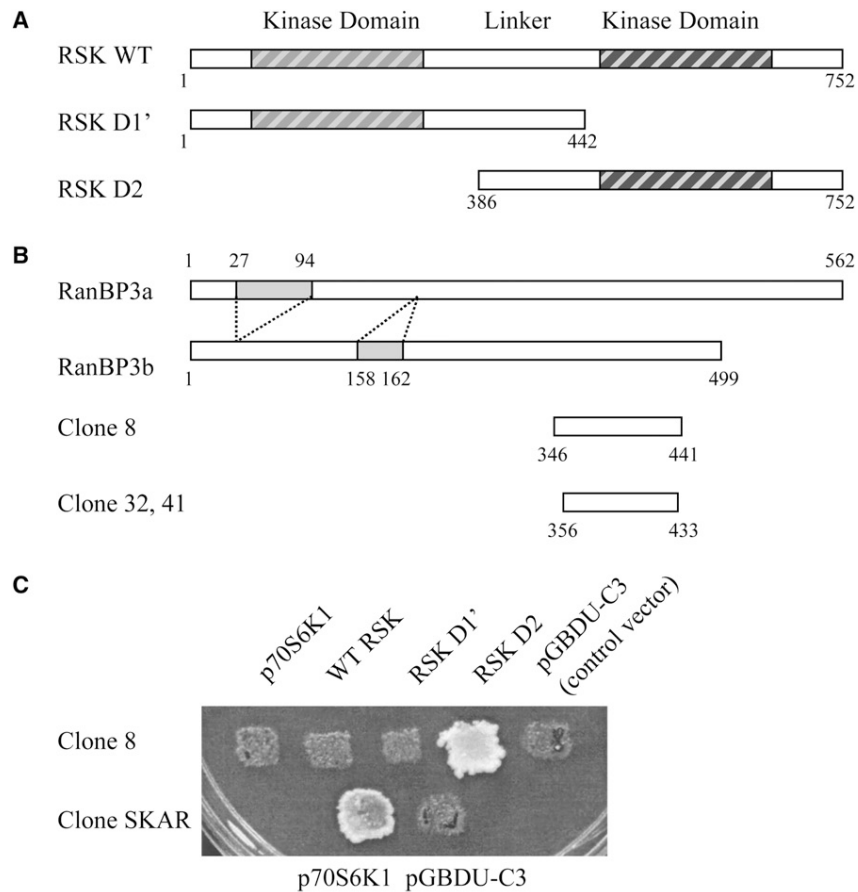 A
Kinase Domain Linker Kinase Domain
RSK WT
1 752
RSK D1’
1 442
RSK D2
386 752
B
1 27 94 562
RanBP3a
RanBP3b
1 158 162 499
Clone 8
346 441
Clone 32, 41
356 433
C
p70S6K1
WT RSK
RSK D1’
RSK D2
pGBDU-C3
(control vector)
Clone 8
Clone SKAR
p70S6K1 pGBDU-C3